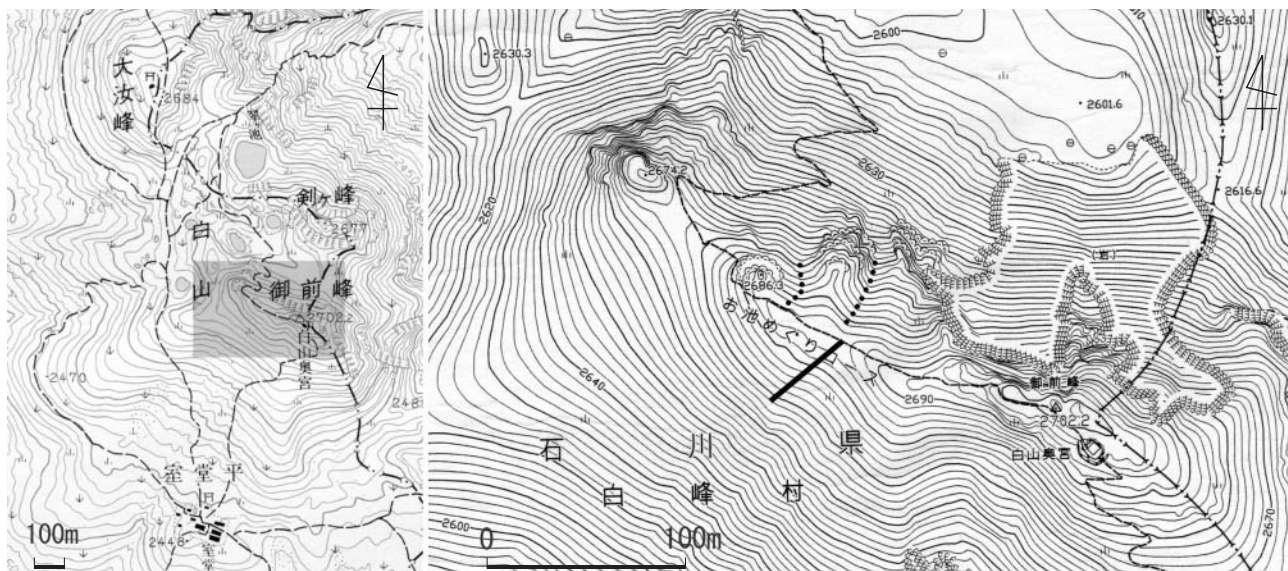 大汝峰
2684
翠池
剣ヶ峰
2677
白山
御前峰
2702.2
白山奥宮
2470
室堂平
2448
室堂
100m
2630.3
2600
2630.1
2601.6
2674.2
2630
2616.6
2620
(岩)
2686.3
お池めぐりコース
2640
御前峰
2690
2702.2
白山奥宮
石川県
白峰村
2670
2600
0
100m